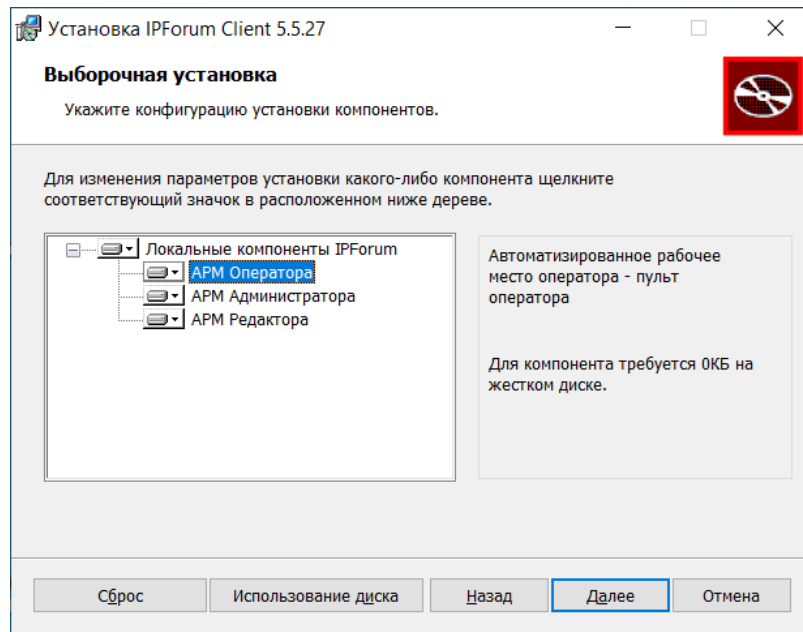 Установка IPForum Client 5.5.27
Выборочная установка
Укажите конфигурацию установки компонентов.
Для изменения параметров установки какого-либо компонента щелкните
соответствующий значок в расположенном ниже дереве.
Локальные компоненты IPForum
АРМ Оператора
АРМ Администратора
АРМ Редактора
Автоматизированное рабочее
место оператора - пульт
оператора
Для компонента требуется 0КБ на
жестком диске.
Сброс
Использование диска
Назад
Далее
Отмена